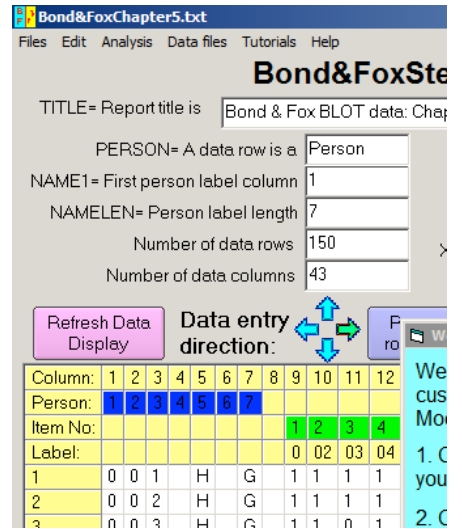 Bond&FoxChapter5.txt
Files Edit Analysis Data files Tutorials Help
Bond&FoxSte
TITLE= Report title is Bond & Fox BLOT data: Chap
PERSON= A data row is a Person
NAME1= First person label column 1
NAMELEN= Person label length 7
Number of data rows 150
Number of data columns 43
Refresh Data
Display
Data entry
direction:
P
ro
W
Column: 1 2 3 4 5 6 7 8 9 10 11 12
Person: 1 2 3 4 5 6 7
Item No: 1 2 3 4
Label: 0 02 03 04
1 0 0 1 H G 1 1 1 1
2 0 0 2 H G 1 1 1 1
3 0 0 3 H G 1 1 0 1
We
cus
Mod
1. C
you
2. C